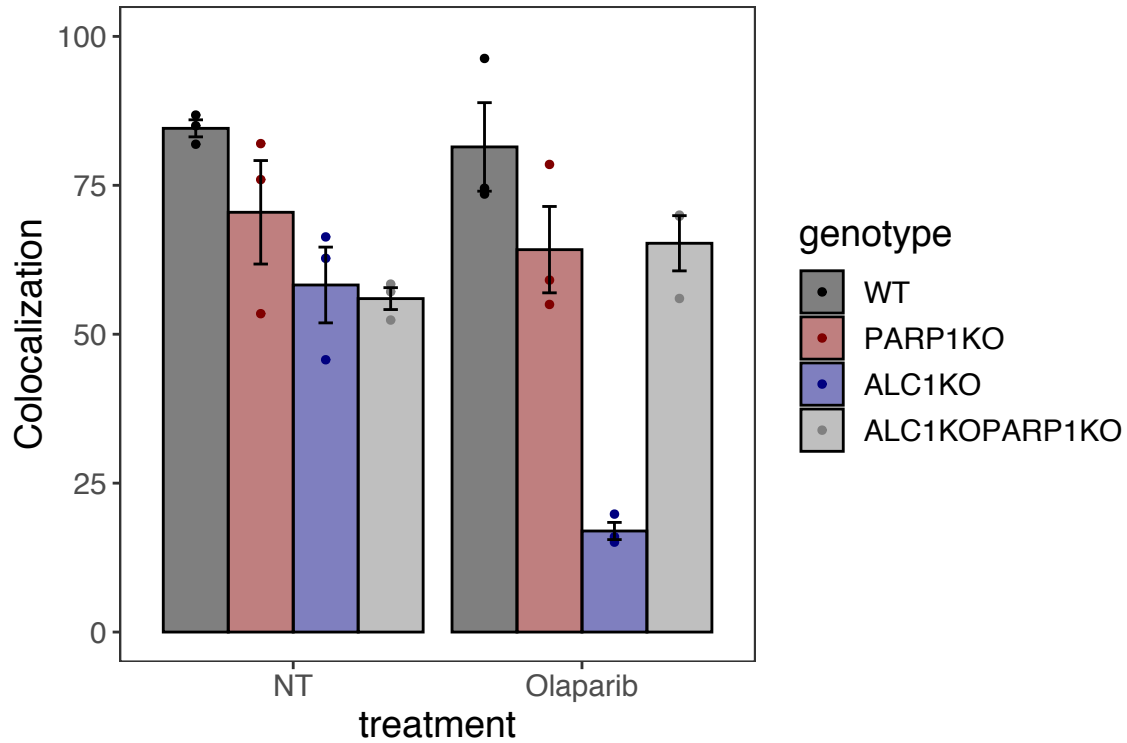 Colocalization
100
75
50
25
0
NT
Olaparib
treatment
genotype
WT
PARP1KO
ALC1KO
ALC1KOPARP1KO